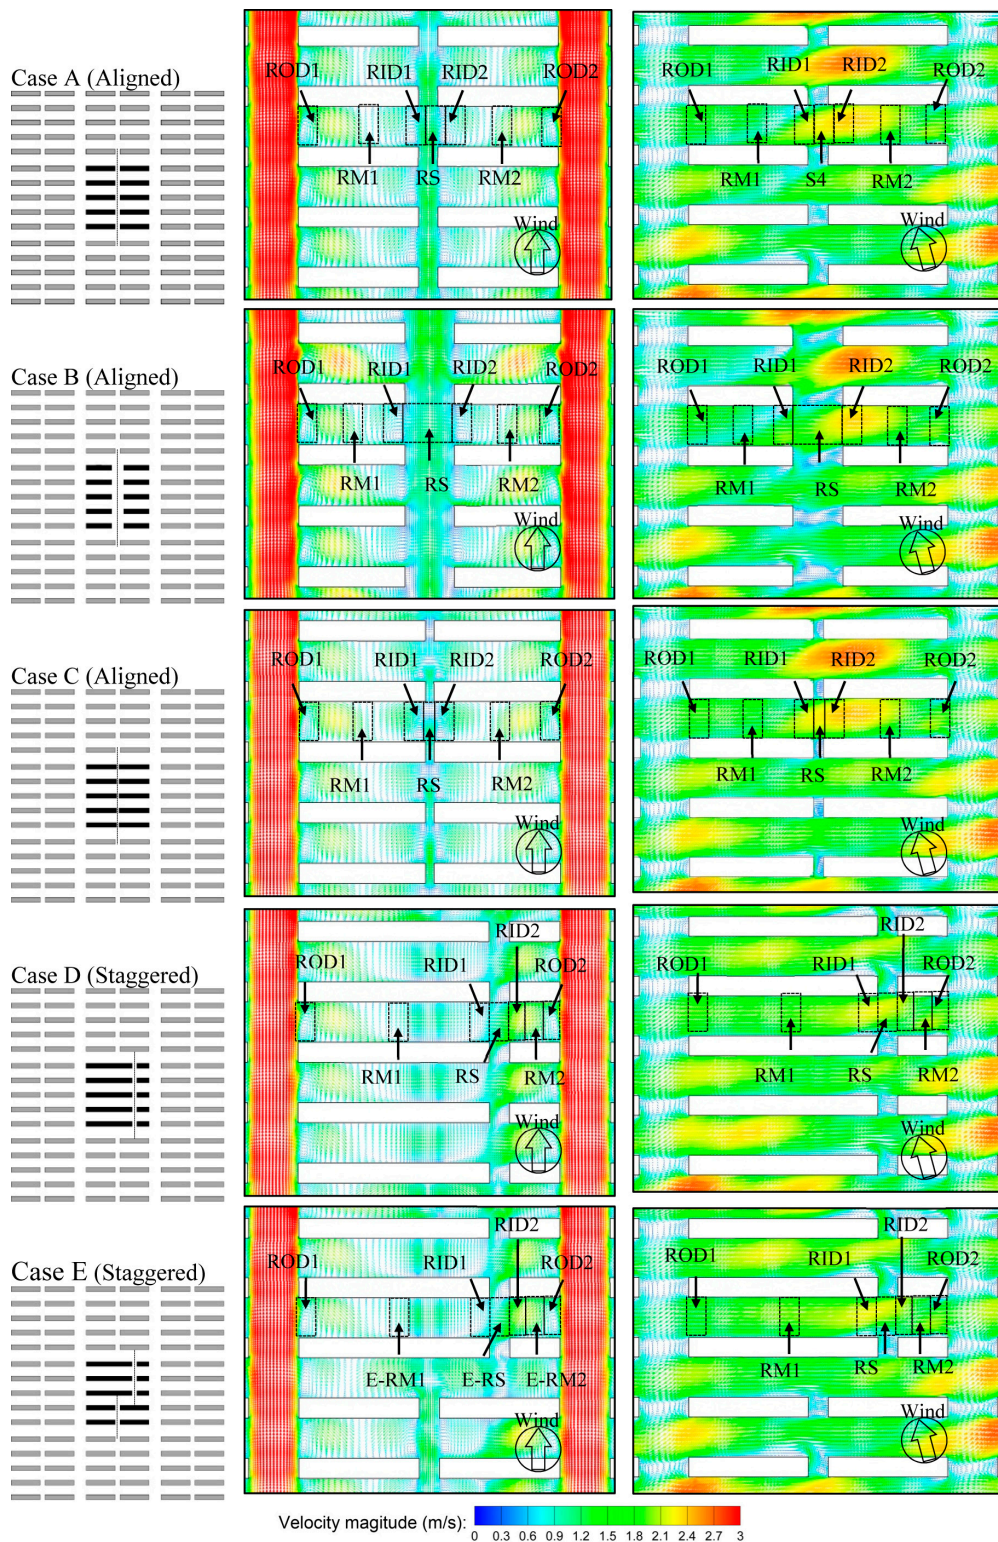 Case A (Aligned)
ROD1 RID1 RID2 ROD2
RM1 RS RM2
Wind
ROD1 RID1 RID2 ROD2
RM1 S4 RM2
Wind
Case B (Aligned)
ROD1 RID1 RID2 ROD2
RM1 RS RM2
Wind
ROD1 RID1 RID2 ROD2
RM1 RS RM2
Wind
Case C (Aligned)
ROD1 RID1 RID2 ROD2
RM1 RS RM2
Wind
ROD1 RID1 RID2 ROD2
RM1 RS RM2
Wind
Case D (Staggered)
RID2
ROD1 RID1 ROD2
RM1 RS RM2
Wind
RID2
ROD1 RID1 ROD2
RM1 RS RM2
Wind
Case E (Staggered)
RID2
ROD1 RID1 ROD2
E-RM1 E-RS E-RM2
Wind
RID2
ROD1 RID1 ROD2
RM1 RS RM2
Wind
Velocity magitude (m/s):
0 0.3 0.6 0.9 1.2 1.5 1.8 2.1 2.4 2.7 3